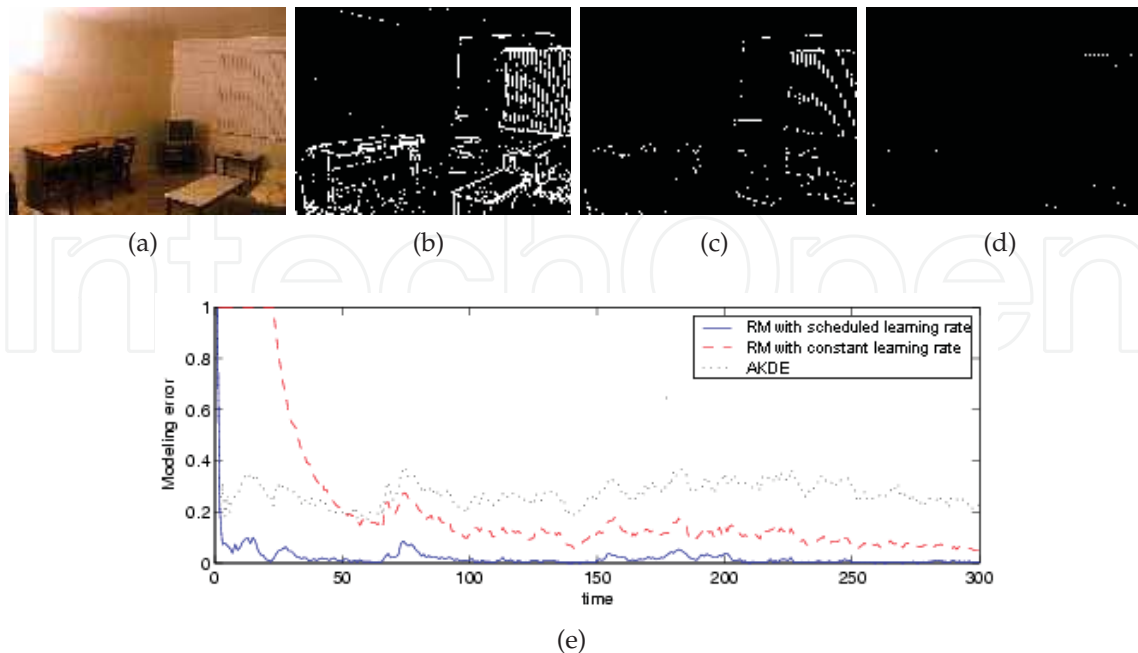 (a)
(b)
(c)
(d)
IntechOpen
1
0.8
0.6
0.4
0.2
0
Modeling error
RM with scheduled learning rate
RM with constant learning rate
AKDE
0
50
100
150
200
250
300
time
(e)